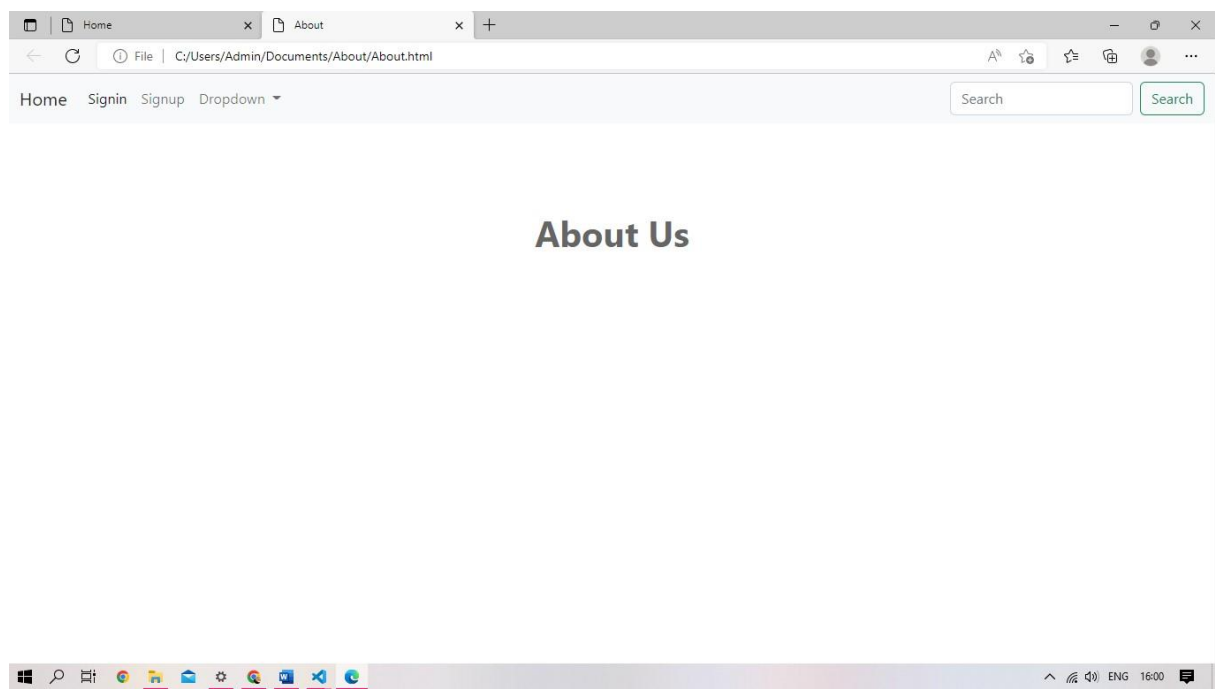 Home About
File C:/Users/Admin/Documents/About/About.html
Home Signin Signup Dropdown Search Search
About Us
ENG 16:00